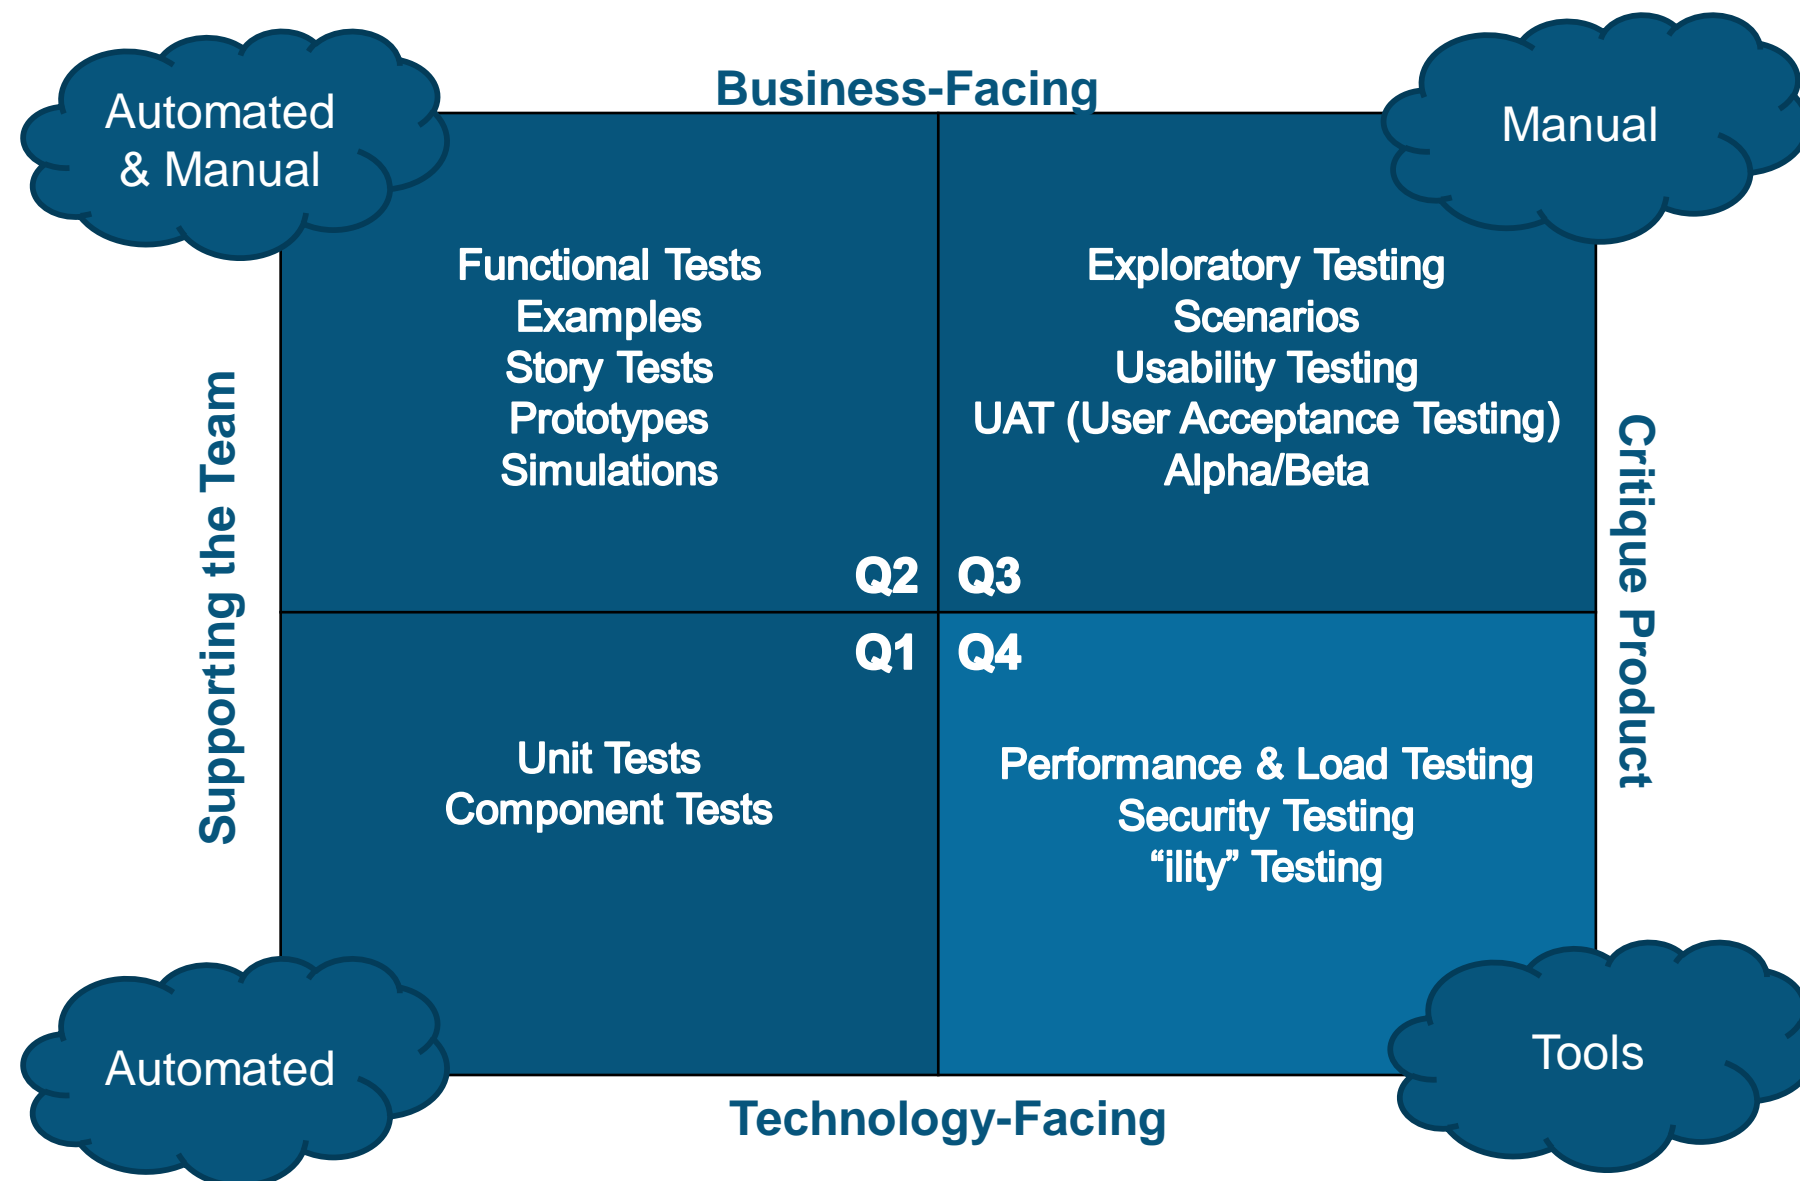 Business-Facing
Automated
& Manual
Manual
Functional Tests
Examples
Story Tests
Prototypes
Simulations
Q2
Exploratory Testing
Scenarios
Usability Testing
UAT (User Acceptance Testing)
Alpha/Beta
Q3
Supporting the Team
Critique Product
Q1
Unit Tests
Component Tests
Q4
Performance & Load Testing
Security Testing
“ility” Testing
Automated
Tools
Technology-Facing